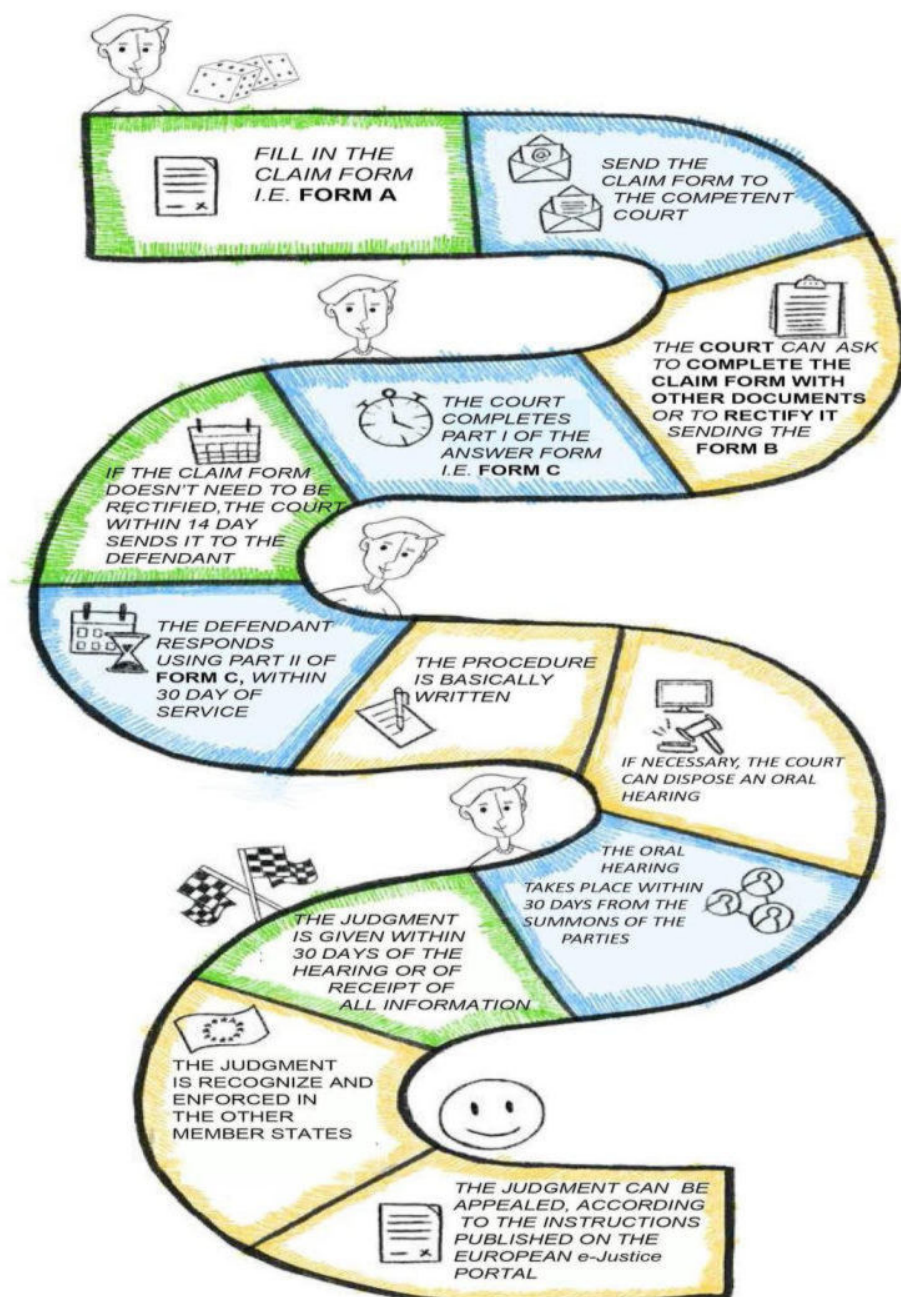 FILL IN THE
CLAIM FORM
I.E. FORM A
SEND THE
CLAIM FORM TO
THE COMPETENT
COURT
THE COURT CAN ASK
TO COMPLETE THE
CLAIM FORM WITH
OTHER DOCUMENTS
OR TO RECTIFY IT
SENDING THE
FORM B
THE COURT
COMPLETES
PART I OF THE
ANSWER FORM
I.E. FORM C
IF THE CLAIM FORM
DOESN'T NEED TO BE
RECTIFIED, THE COURT
WITHIN 14 DAY
SENDS IT TO THE
DEFENDANT
THE DEFENDANT
RESPONDS
USING PART II OF
FORM C, WITHIN
30 DAY OF
SERVICE
THE PROCEDURE
IS BASICALLY
WRITTEN
IF NECESSARY, THE COURT
CAN DISPOSE AN ORAL
HEARING
THE ORAL
HEARING
TAKES PLACE WITHIN
30 DAYS FROM THE
SUMMONS OF THE
PARTIES
THE JUDGMENT
IS GIVEN WITHIN
30 DAYS OF THE
HEARING OR OF
RECEIPT OF
ALL INFORMATION
THE JUDGMENT
IS RECOGNIZE AND
ENFORCED IN
THE OTHER
MEMBER STATES
THE JUDGMENT CAN BE
APPEALED, ACCORDING
TO THE INSTRUCTIONS
PUBLISHED ON THE
EUROPEAN e-Justice
PORTAL